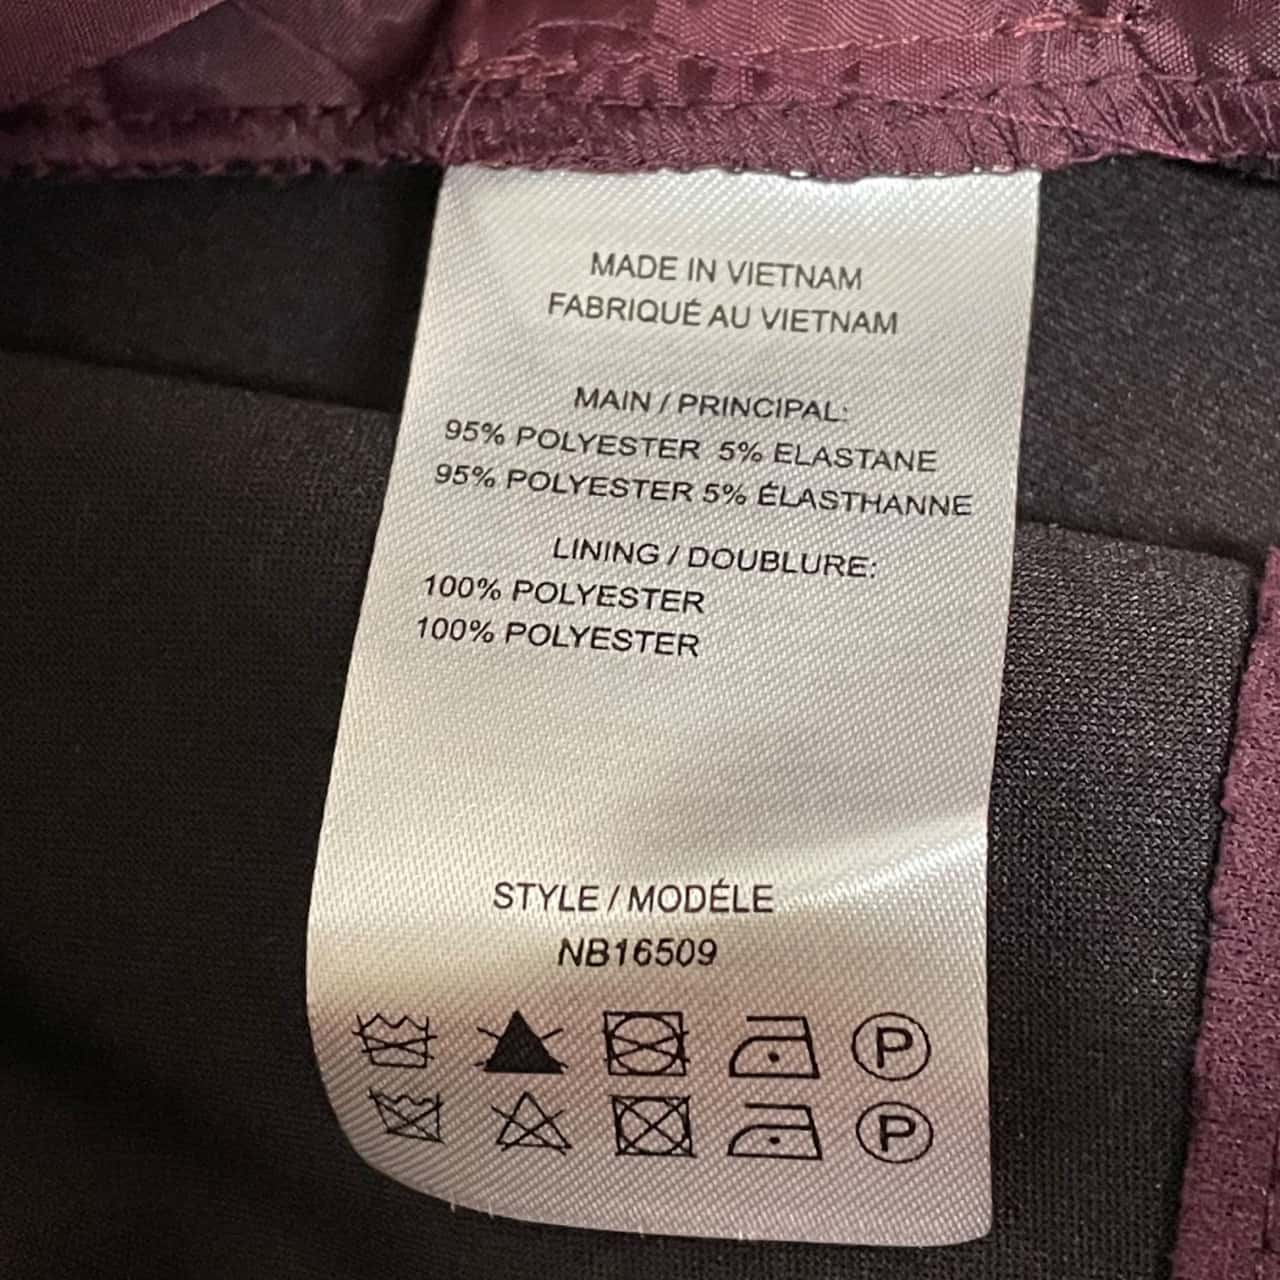 MADE IN VIETNAM
FABRIQUÉ AU VIETNAM
MAIN / PRINCIPAL:
95% POLYESTER 5% ELASTANE
95% POLYESTER 5% ÉLASTHANNE
LINING / DOUBLURE:
100% POLYESTER
100% POLYESTER
STYLE / MODÉLE
NB16509
P
P